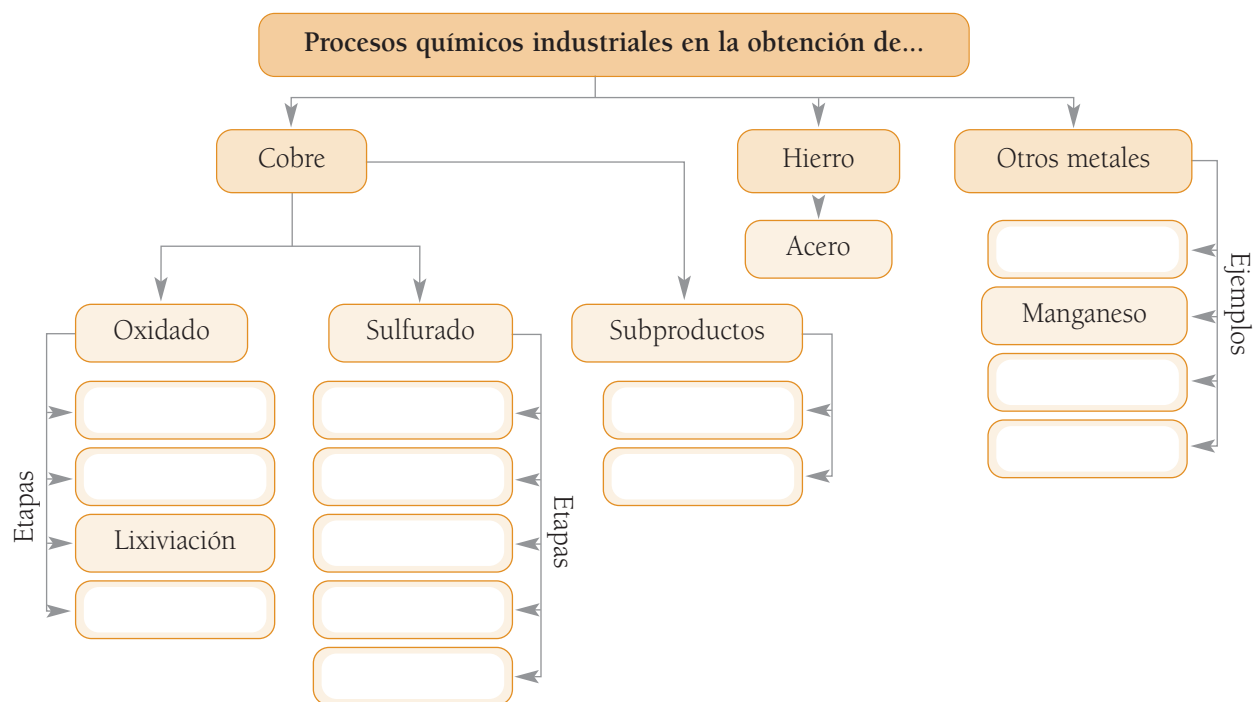 Procesos químicos industriales en la obtención de...
Cobre
Hierro
Otros metales
Acero
Oxidado
Sulfurado
Subproductos
Manganeso
Lixiviación
Etapas
Etapas
Ejemplos